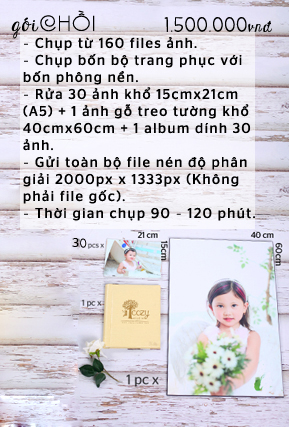 gói CHỒI 1.500.000vnđ
- Chụp từ 160 files ảnh.
- Chụp bốn bộ trang phục với
bốn phông nền.
- Rửa 30 ảnh khổ 15cmx21cm
(A5) + 1 ảnh gỗ treo tường khổ
40cmx60cm + 1 album dính 30
ảnh.
- Gửi toàn bộ file nén độ phân
giải 2000px x 1333px (Không
phải file gốc).
- Thời gian chụp 90 - 120 phút.
21 cm
40 cm
30 pcs x
15cm
60cm
1 pc x
cozy
1 pc x